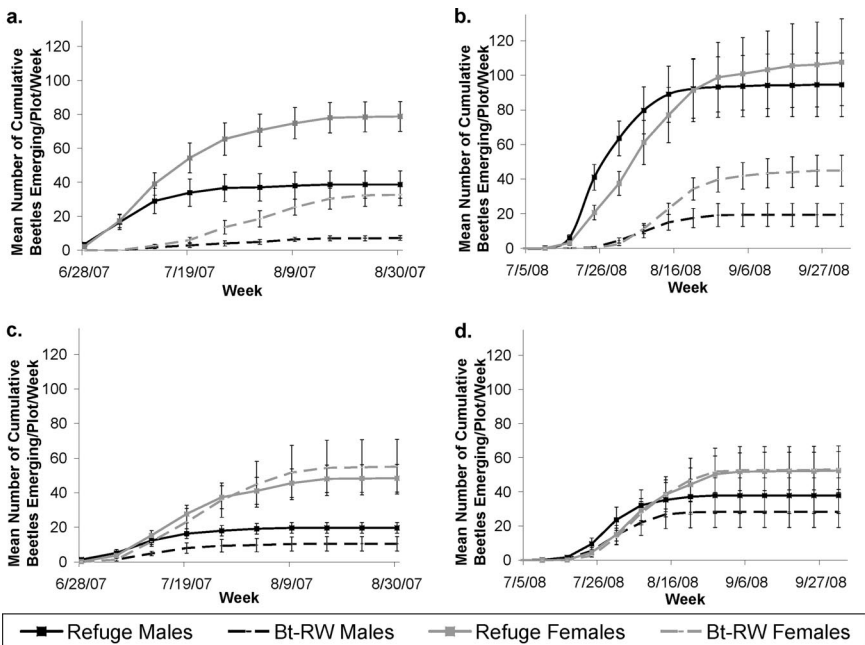 a.
Mean Number of Cumulative
Beetles Emerging/Plot/Week
120
100
80
60
40
20
0
6/28/07
7/19/07
8/9/07
8/30/07
Week
b.
Mean Number of Cumulative
Beetles Emerging/Plot/Week
120
100
80
60
40
20
0
7/5/08
7/26/08
8/16/08
9/6/08
9/27/08
Week
c.
Mean Number of Cumulative
Beetles Emerging/Plot/Week
120
100
80
60
40
20
0
6/28/07
7/19/07
8/9/07
8/30/07
Week
d.
Mean Number of Cumulative
Beetles Emerging/Plot/Week
120
100
80
60
40
20
0
7/5/08
7/26/08
8/16/08
9/6/08
9/27/08
Week
Refuge Males
Bt-RW Males
Refuge Females
Bt-RW Females